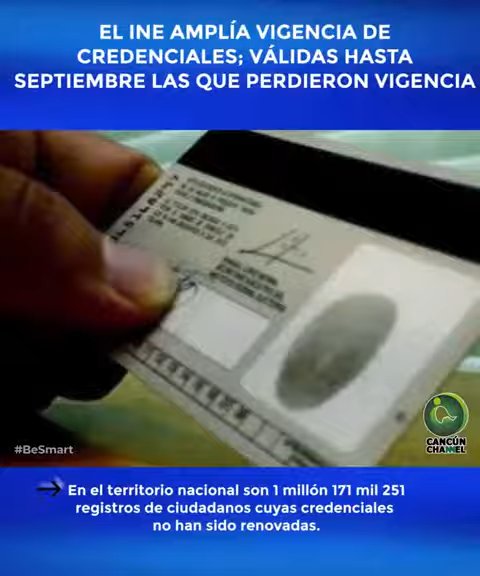 EL INE AMPLÍA VIGENCIA DE
CREDENCIALES; VÁLIDAS HASTA
SEPTIEMBRE LAS QUE PERDIERON VIGENCIA
#BeSmart
CANCÚN
CHANNEL
En el territorio nacional son 1 millón 171 mil 251
registros de ciudadanos cuyas credenciales
no han sido renovadas.